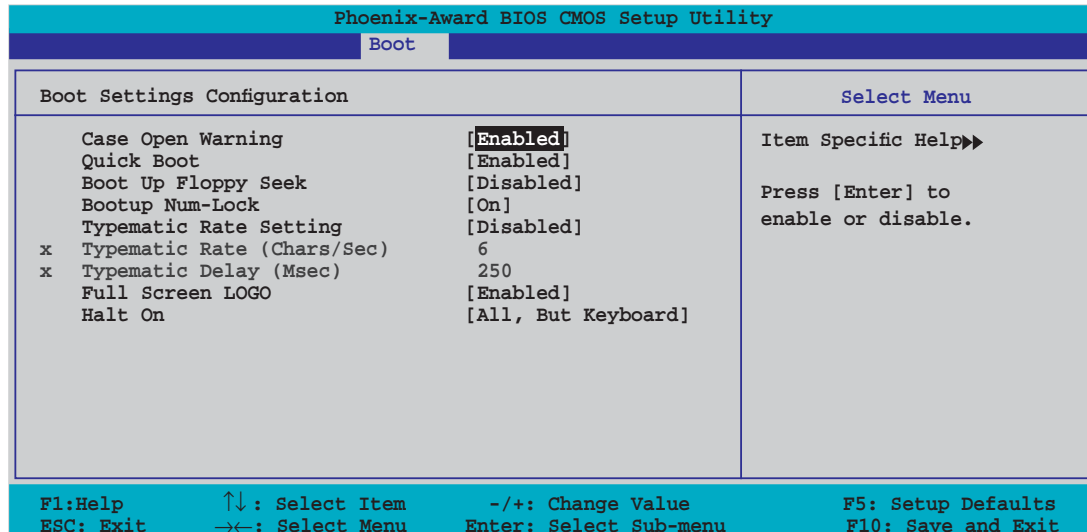 Phoenix-Award BIOS CMOS Setup Utility
Boot
Boot Settings Configuration
Select Menu
Case Open Warning [Enabled]
Quick Boot [Enabled]
Boot Up Floppy Seek [Disabled]
Bootup Num-Lock [On]
Typematic Rate Setting [Disabled]
x Typematic Rate (Chars/Sec) 6
x Typematic Delay (Msec) 250
Full Screen LOGO [Enabled]
Halt On [All, But Keyboard]
Item Specific Help▶▶
Press [Enter] to
enable or disable.
F1:Help ↑↓: Select Item -/+: Change Value F5: Setup Defaults
ESC: Exit →←: Select Menu Enter: Select Sub-menu F10: Save and Exit